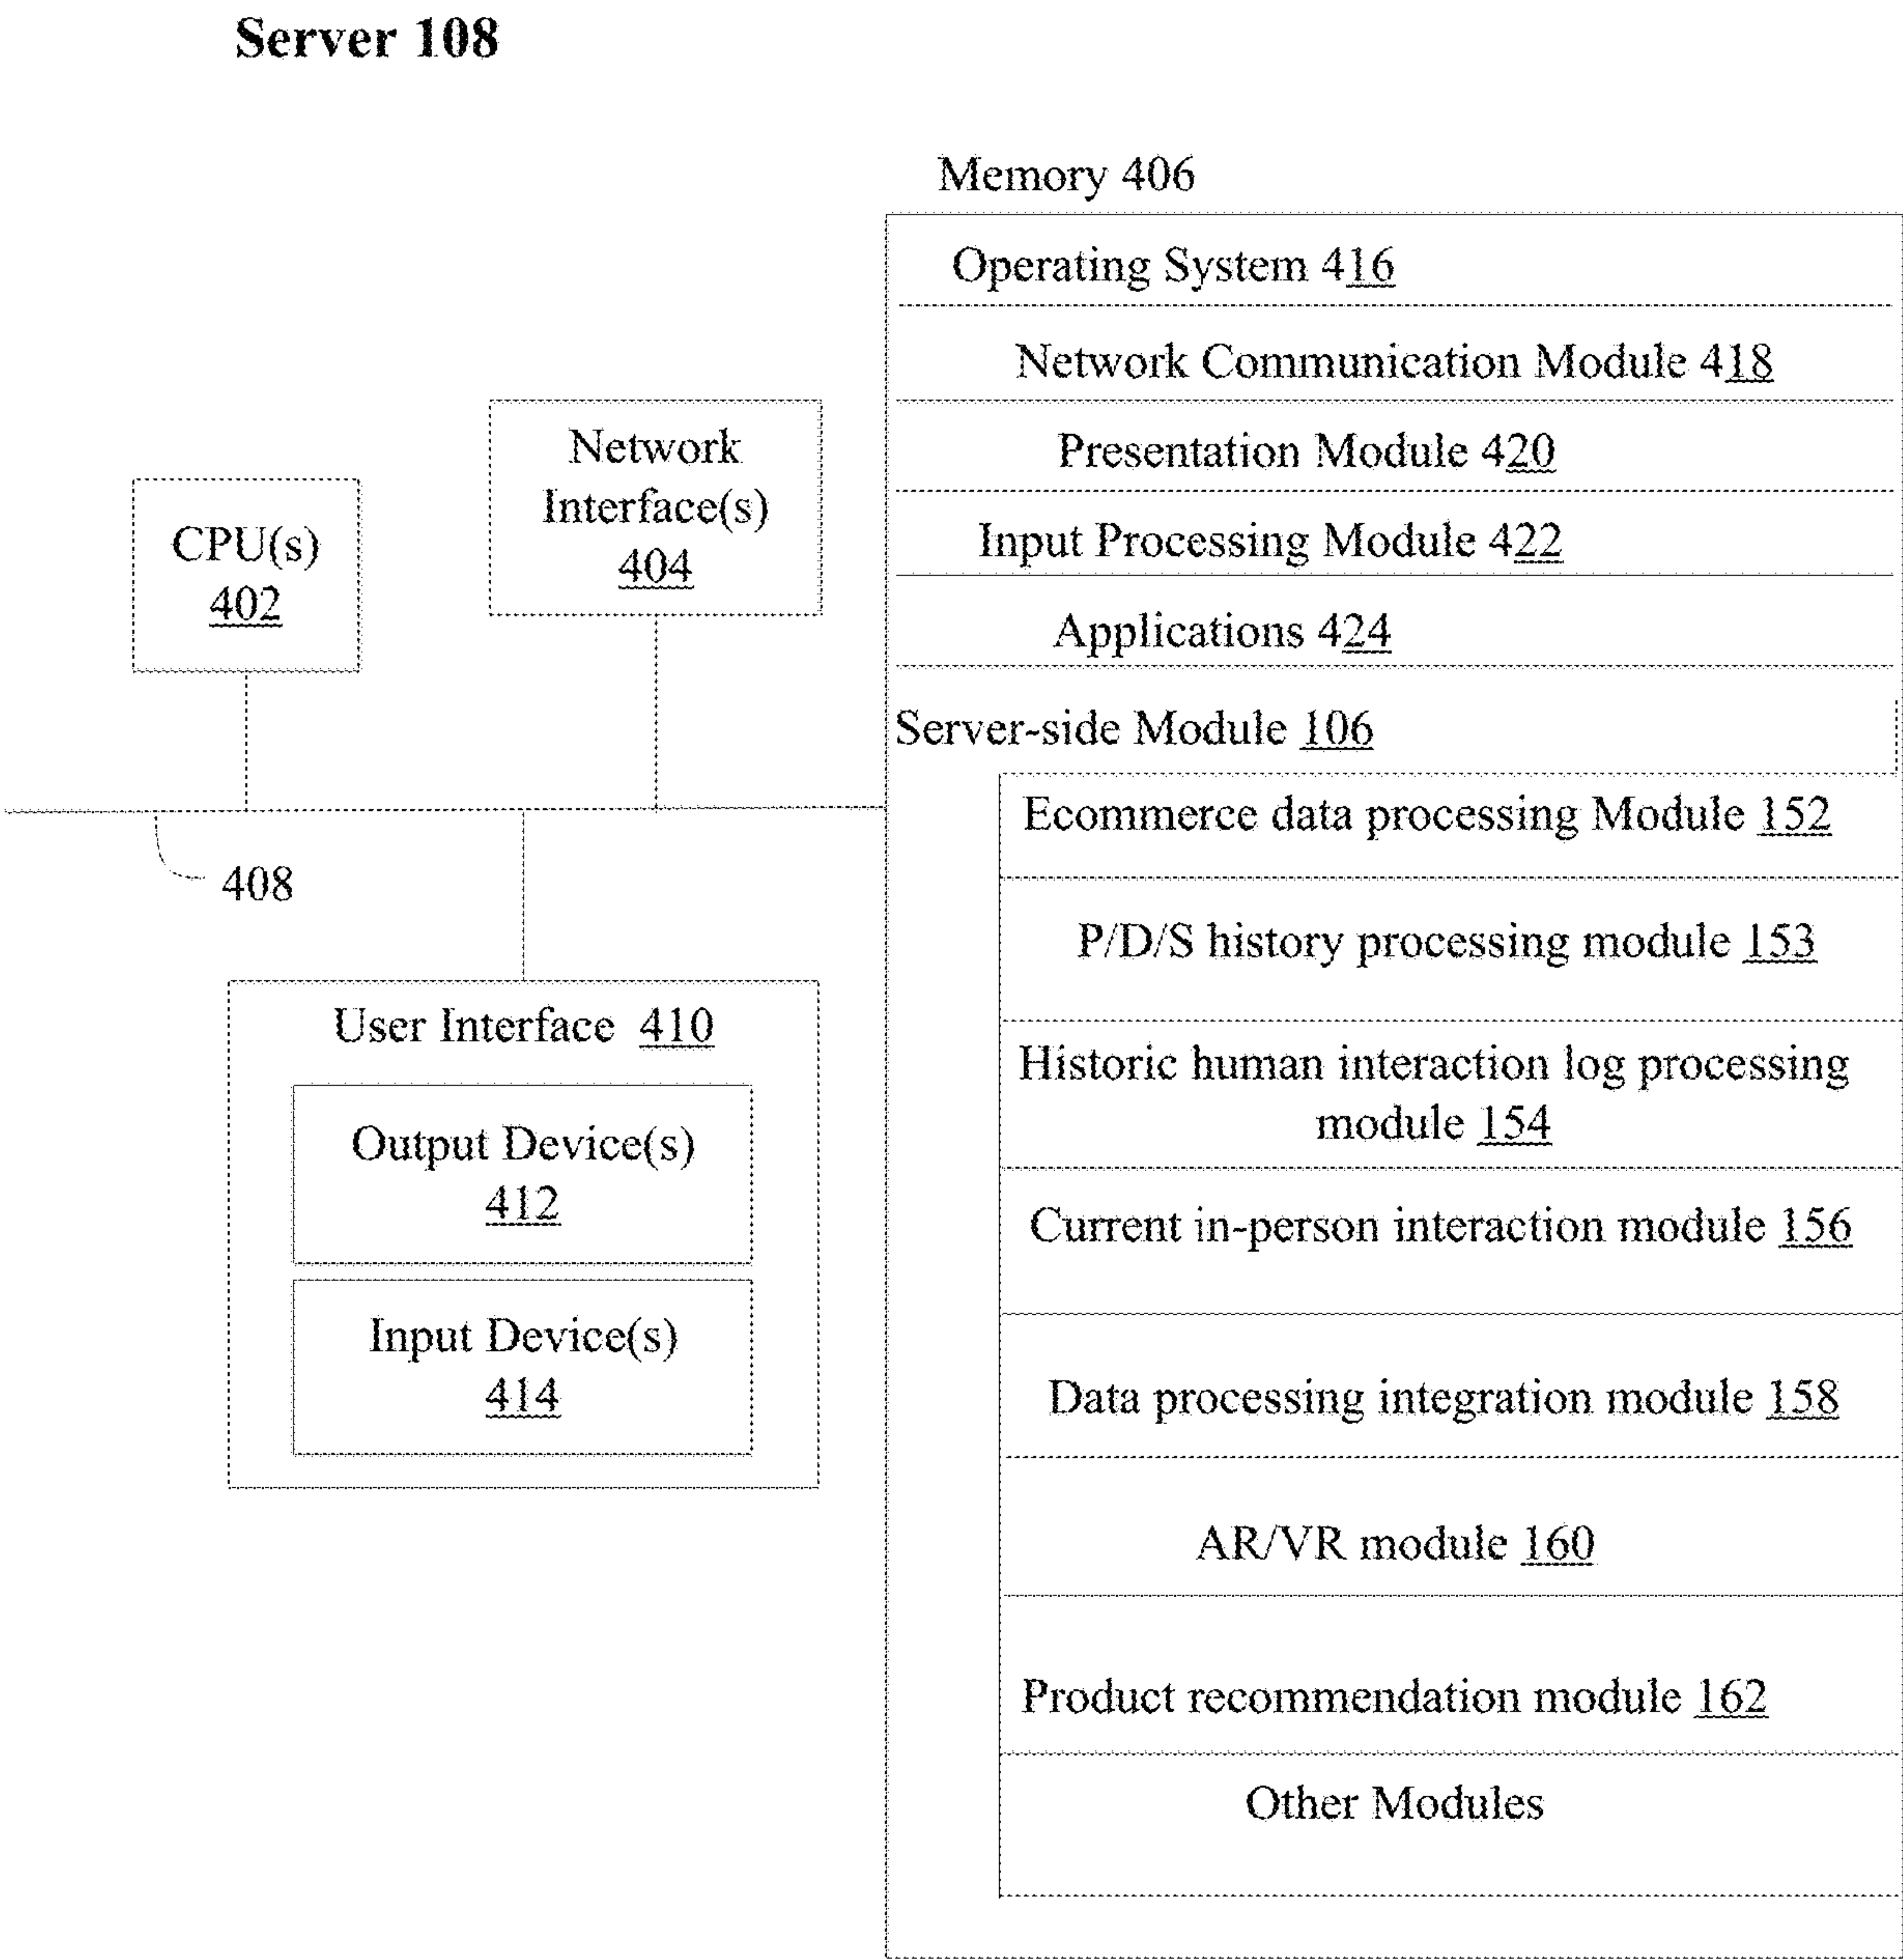 Server 108
Memory 406
Operating System 416
Network Communication Module 418
Presentation Module 420
Input Processing Module 422
Applications 424
Server-side Module 106
Ecommerce data processing Module 152
P/D/S history processing module 153
Historic human interaction log processing
module 154
Current in-person interaction module 156
Data processing integration module 158
AR/VR module 160
Product recommendation module 162
Other Modules
Network
Interface(s)
404
CPU(s)
402
408
User Interface 410
Output Device(s)
412
Input Device(s)
414